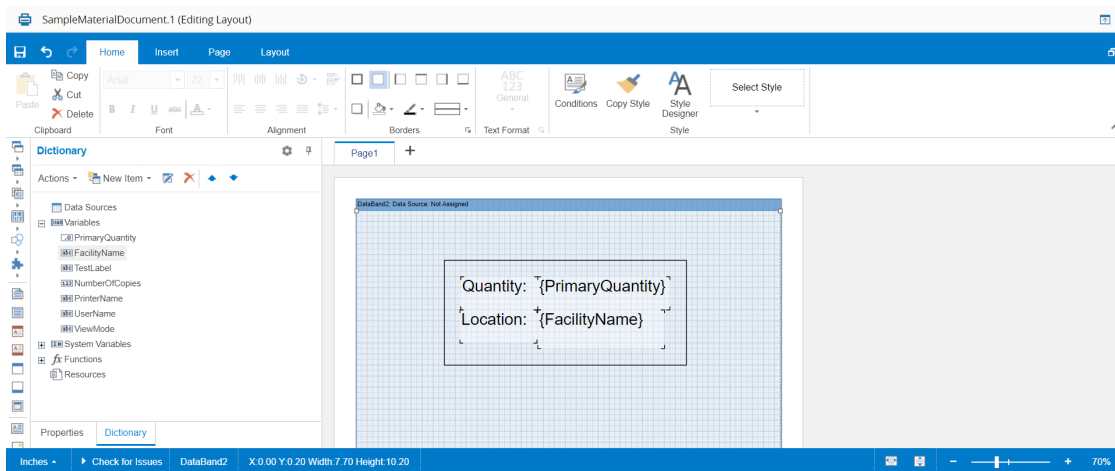 SampleMaterialDocument.1 (Editing Layout)
Home Insert Page Layout
Paste
Copy
Cut
Delete
Clipboard
Arial 22
B I U abc A
Font
Alignment
Borders
ABC
123
General
Text Format
Conditions Copy Style Style
Designer
Select Style
Style
Dictionary
Actions New Item
Data Sources
Variables
PrimaryQuantity
FacilityName
TestLabel
NumberOfCopies
PrinterName
UserName
ViewMode
System Variables
fx Functions
Resources
Properties Dictionary
Page1 +
DataBand2; Data Source: Not Assigned
Quantity: {PrimaryQuantity}
Location: {FacilityName}
Inches Check for Issues DataBand2 X:0.00 Y:0.20 Width:7.70 Height:10.20 70%